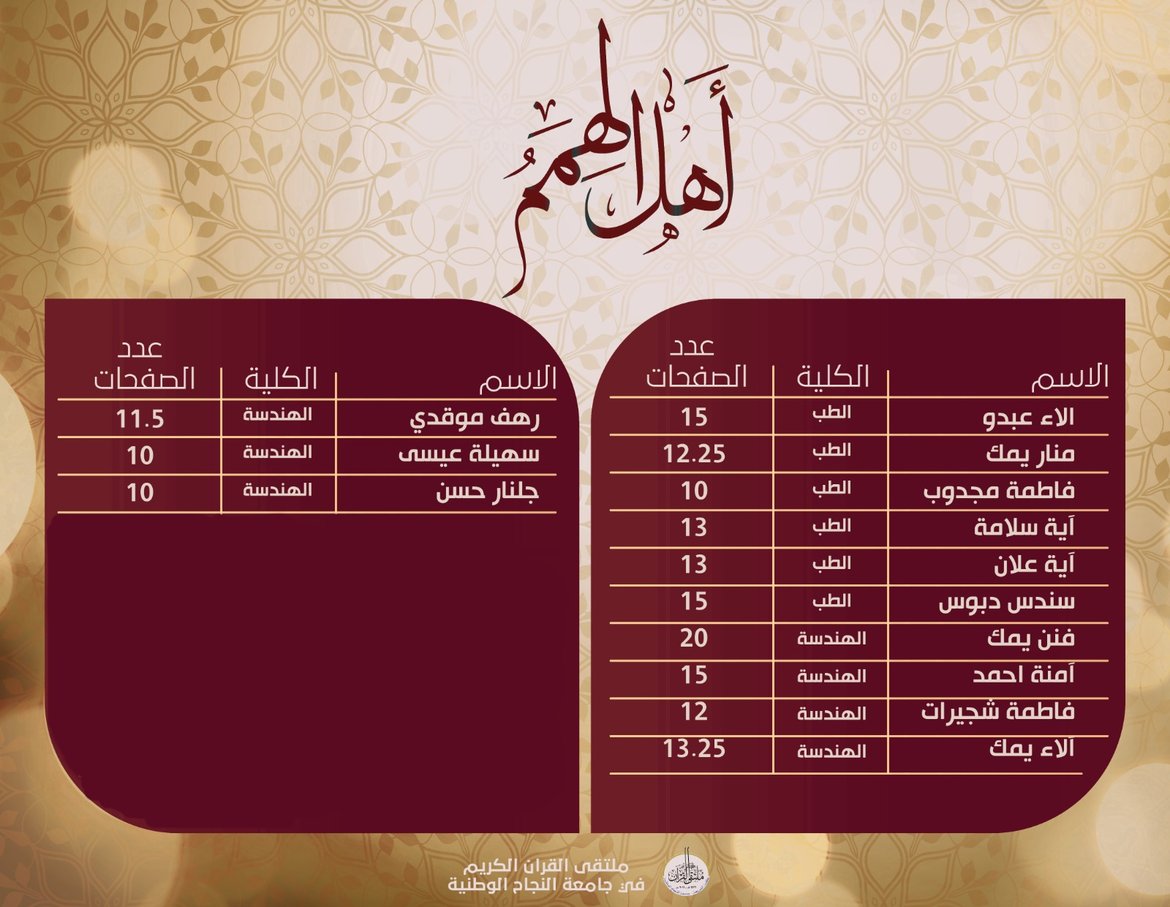 أهل الهمم
الاسم الكلية عدد الصفحات
الاء عبدو الطب 15
منار يمك الطب 12.25
فاطمة مجدوب الطب 10
آية سلامة الطب 13
آية علان الطب 13
سندس دبوس الطب 15
فنن يمك الهندسة 20
آمنة احمد الهندسة 15
فاطمة شجيرات الهندسة 12
آلاء يمك الهندسة 13.25
الاسم الكلية عدد الصفحات
رهف موقدي الهندسة 11.5
سهيلة عيسى الهندسة 10
جلنار حسن الهندسة 10
ملتقى القران الكريم
في جامعة النجاح الوطنية